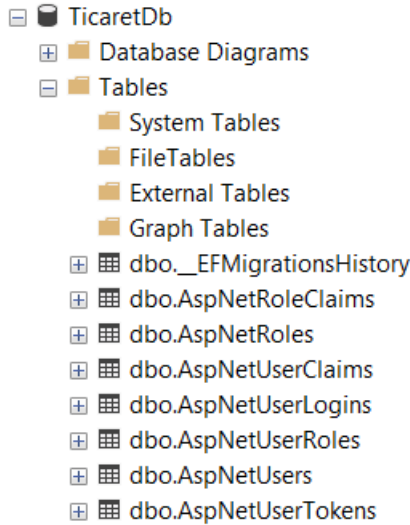 TicaretDb
Database Diagrams
Tables
System Tables
FileTables
External Tables
Graph Tables
dbo.__EFMigrationsHistory
dbo.AspNetRoleClaims
dbo.AspNetRoles
dbo.AspNetUserClaims
dbo.AspNetUserLogins
dbo.AspNetUserRoles
dbo.AspNetUsers
dbo.AspNetUserTokens